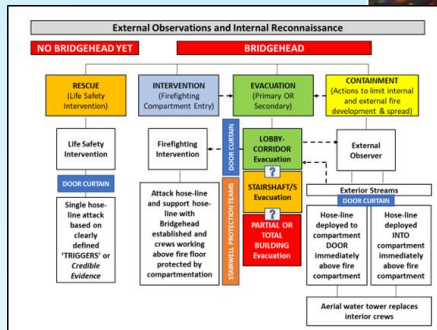 External Observations and Internal Reconnaissance
NO BRIDGEHEAD YET
BRIDGEHEAD
RESCUE
(Life Safety
Intervention)
INTERVENTION
(Firefighting
Compartment Entry)
EVACUATION
(Primary OR
Secondary)
CONTAINMENT
(Actions to limit internal
and external fire
development & spread)
Life Safety
Intervention
Firefighting
Intervention
DOOR CURTAIN
LOBBY-
CORRIDOR
Evacuation
External
Observer
DOOR CURTAIN
Single hose-
line attack
based on
clearly
defined
‘TRIGGERS’ or
Credible
Evidence
Attack hose-line
and support hose-
line with
Bridgehead
established and
crews working
above fire floor
protected by
compartmentation
STAIRWELL PROTECTION TEAMS
?
STAIRSHAFT/S
Evacuation
?
PARTIAL OR
TOTAL
BUILDING
Evacuation
Exterior Streams
DOOR CURTAIN
Hose-line
deployed to
compartment
DOOR
immediately
above fire
compartment
Hose-line
deployed
INTO
compartment
immediately
above fire
compartment
Aerial water tower replaces
interior crews